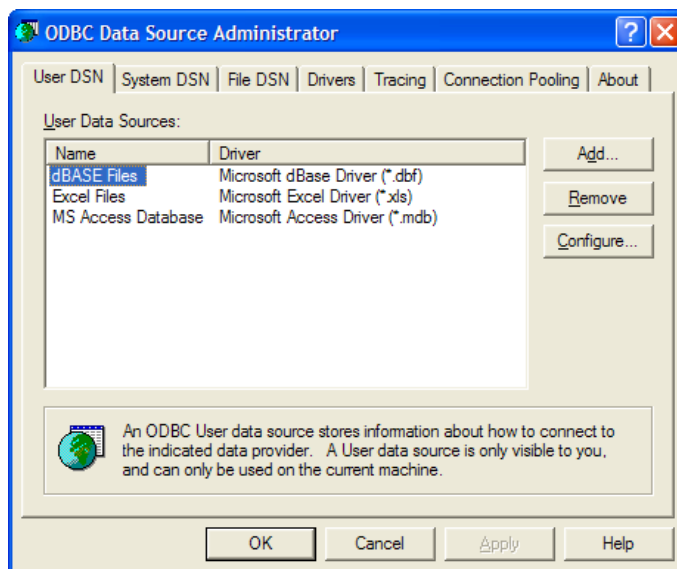 ODBC Data Source Administrator
User DSN System DSN File DSN Drivers Tracing Connection Pooling About
User Data Sources:
Name Driver
dBASE Files Microsoft dBase Driver (*.dbf)
Excel Files Microsoft Excel Driver (*.xls)
MS Access Database Microsoft Access Driver (*.mdb)
Add...
Remove
Configure...
An ODBC User data source stores information about how to connect to
the indicated data provider. A User data source is only visible to you,
and can only be used on the current machine.
OK Cancel Apply Help